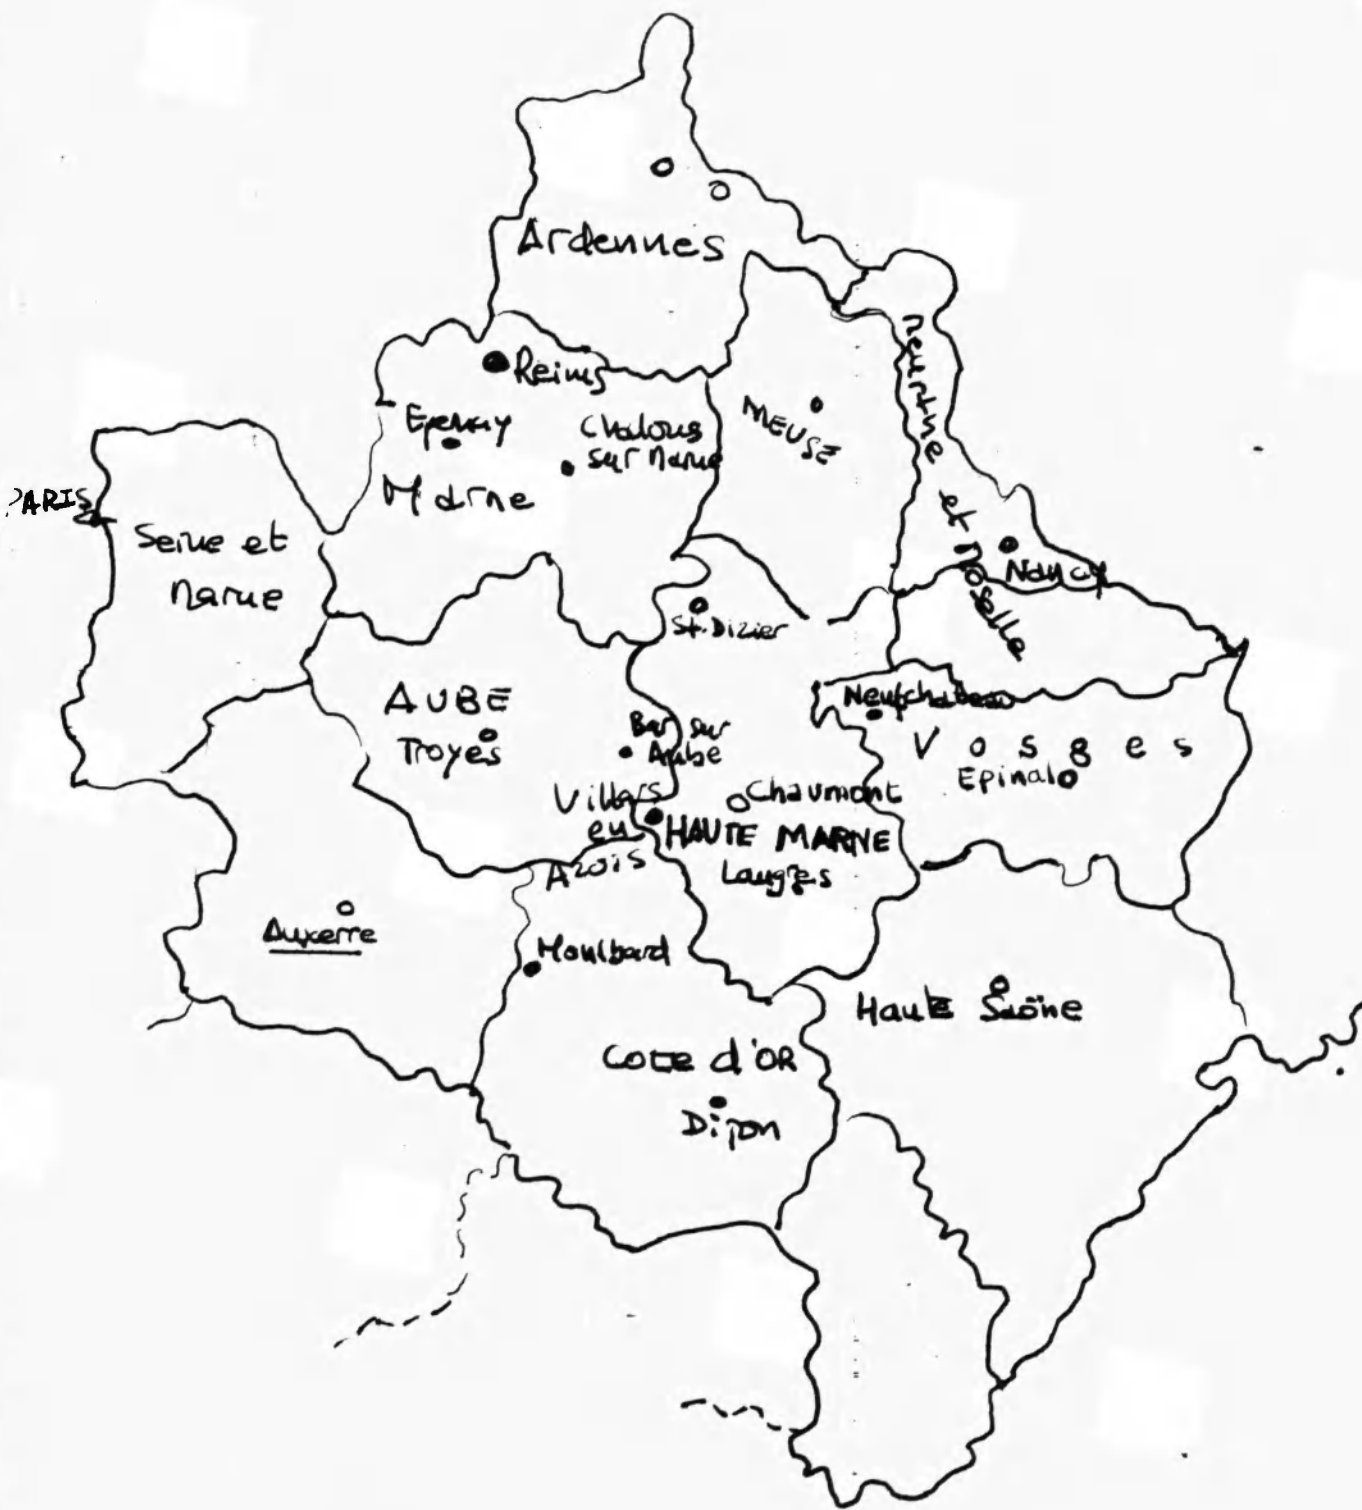 Ardennes
Reims
Epernay
Chalons
sur Marne
Marne
MEUSE
Meurthe et Moselle
PARIS
Seine et
Marne
Nancy
St. Dizier
AUBE
Troyes
Bar sur
Aube
Neufchateau
Vosges
Epinal
Villars
en
Azois
Chaumont
HAUTE MARNE
Langres
Auxerre
Montbard
Haute Saône
Cote d'OR
Dijon